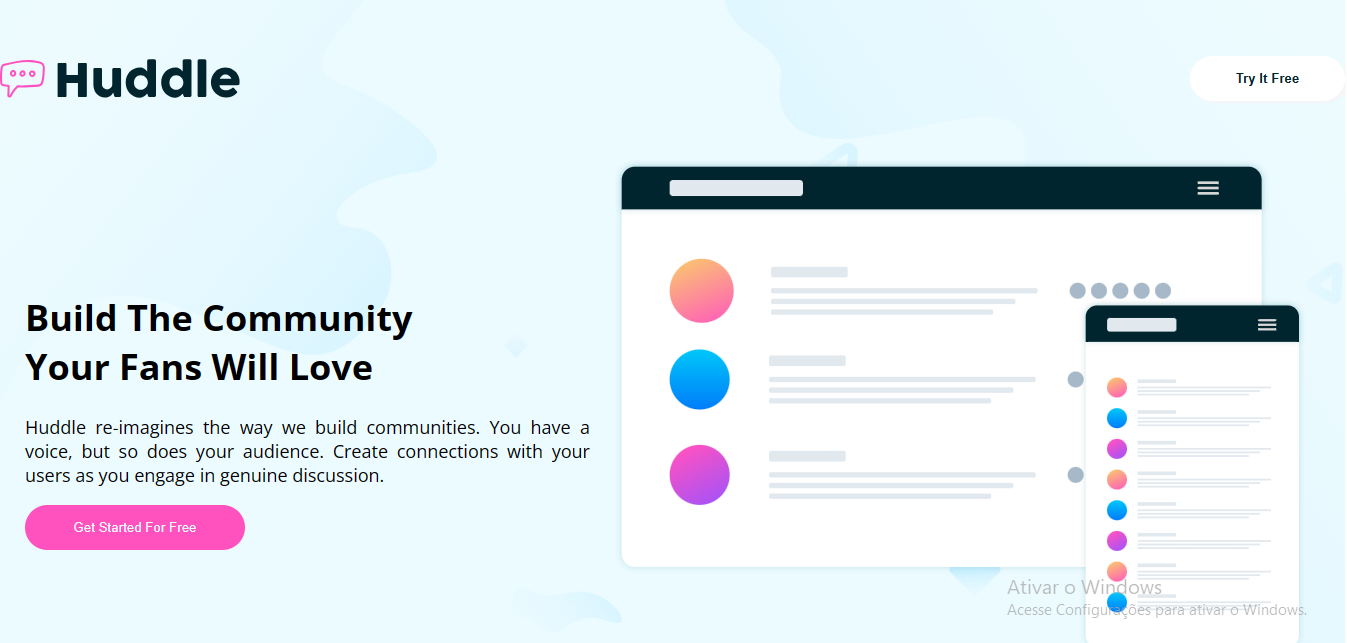 Huddle
Try It Free
Build The Community
Your Fans Will Love
Huddle re-imagines the way we build communities. You have a
voice, but so does your audience. Create connections with your
users as you engage in genuine discussion.
Get Started For Free
Ativar o Windows
Acesse Configurações para ativar o Windows.